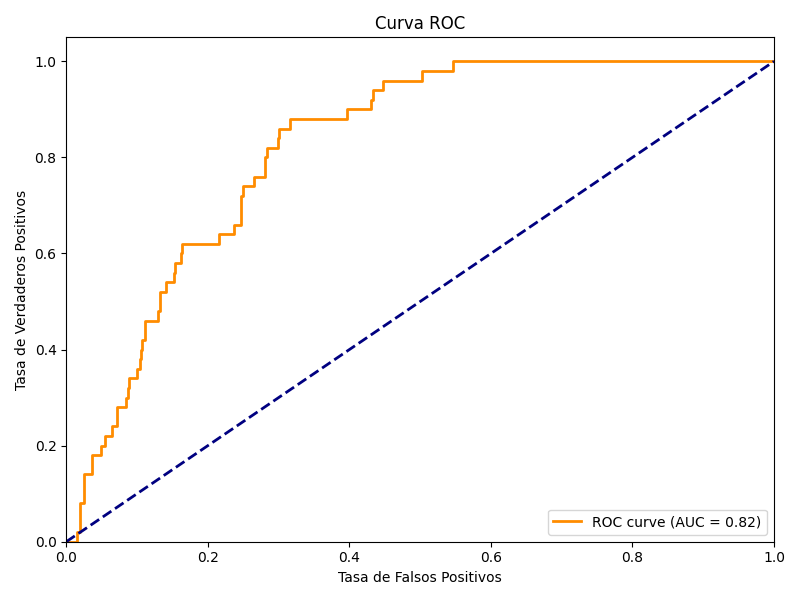 Curva ROC
1.0
0.8
0.6
0.4
0.2
0.0
Tasa de Verdaderos Positivos
0.0 0.2 0.4 0.6 0.8 1.0
Tasa de Falsos Positivos
ROC curve (AUC = 0.82)